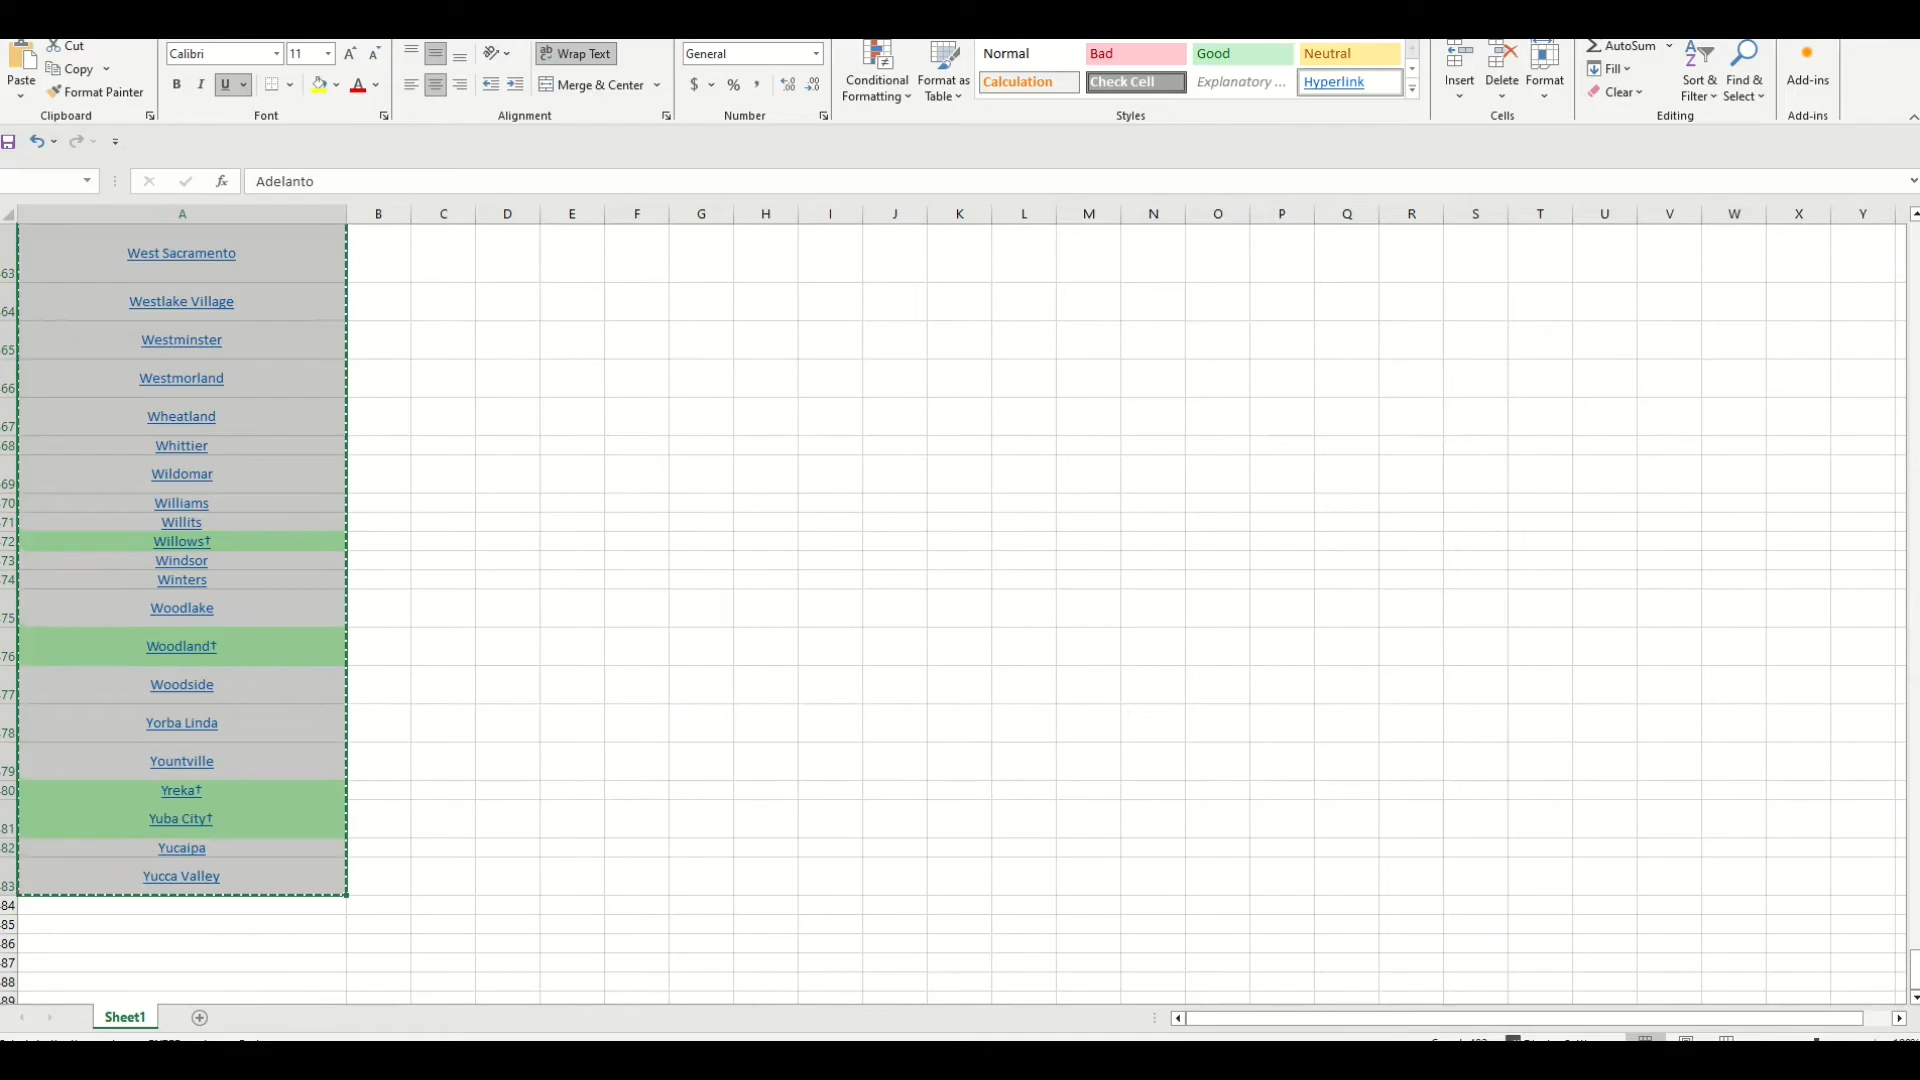 Cut
Calibri
11
ab Wrap Text
General
Normal
Bad
Good
Neutral
AutoSum
Paste
Copy
Format Painter
B I U
A
Merge & Center
$ % ,
Conditional Formatting
Format as Table
Calculation
Check Cell
Explanatory ...
Hyperlink
Insert
Delete
Format
Fill
Clear
Sort & Filter
Find & Select
Add-ins
Clipboard
Font
Alignment
Number
Styles
Cells
Editing
Add-ins
fx Adelanto
A B C D E F G H I J K L M N O P Q R S T U V W X Y
63 West Sacramento
64 Westlake Village
65 Westminster
66 Westmorland
67 Wheatland
68 Whittier
69 Wildomar
70 Williams
71 Willits
72 Willows†
73 Windsor
74 Winters
75 Woodlake
76 Woodland†
77 Woodside
78 Yorba Linda
79 Yountville
80 Yreka†
81 Yuba City†
82 Yucaipa
83 Yucca Valley
84
85
86
87
88
89
Sheet1